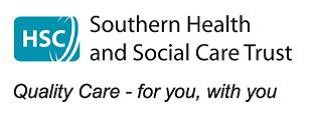 HSC
Southern Health
and Social Care Trust
Quality Care - for you, with you